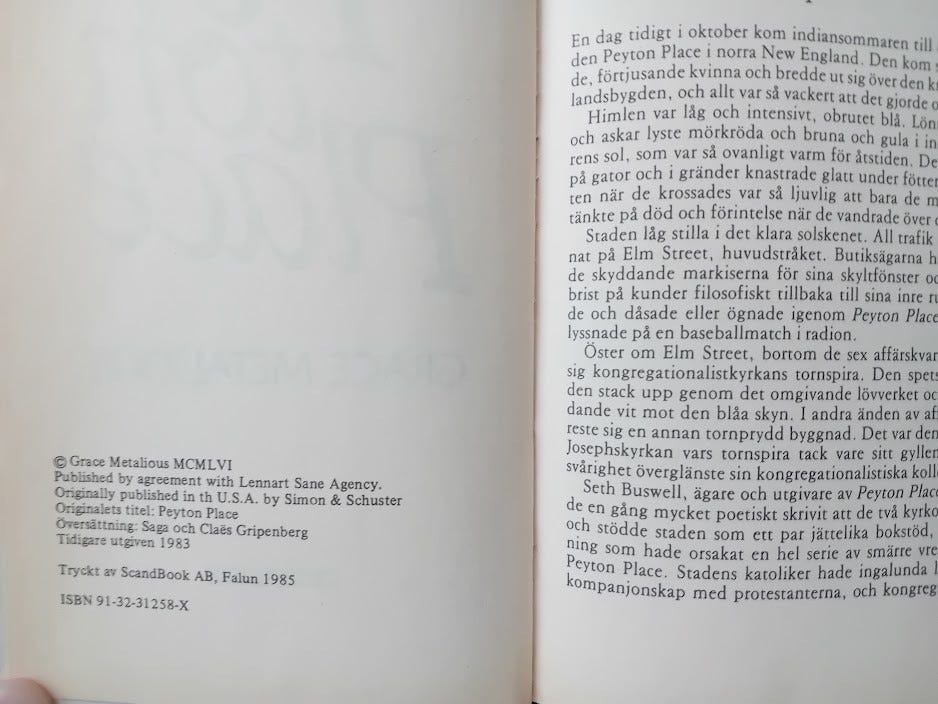 © Grace Metalious MCMLVI
Published by agreement with Lennart Sane Agency.
Originally published in th U.S.A. by Simon & Schuster
Originalets titel: Peyton Place
Översättning: Saga och Claës Gripenberg
Tidigare utgiven 1983
Tryckt av ScandBook AB, Falun 1985
ISBN 91-32-31258-X
En dag tidigt i oktober kom indiansommaren till
den Peyton Place i norra New England. Den kom
de, förtjusande kvinna och bredde ut sig över den
landsbygden, och allt var så vackert att det gjorde
Himlen var låg och intensivt, obrutet blå.
och askar lyste mörkröda och bruna och gula i
rens sol, som var så ovanligt varm för åtstiden.
på gator och i gränder knastrade glatt under
ten när de krossades var så ljuvlig att bara de
tänkte på död och förintelse när de vandrade över
Staden låg stilla i det klara solskenet. All trafik
nat på Elm Street, huvudstråket. Butiksägarna
de skyddande markiserna för sina skyltfönster
brist på kunder filosofiskt tillbaka till sina inre
de och dåsade eller ögnade igenom Peyton Place
lyssnade på en baseballmatch i radion.
Öster om Elm Street, bortom de sex
sig kongregationalistkyrkans tornspira. Den
den stack upp genom det omgivande lövverket
dande vit mot den blåa skyn. I andra änden av
reste sig en annan tornprydd byggnad. Det var den
Josephskyrkan vars tornspira tack vare sitt
svårighet överglänste sin kongregationalistiska
Seth Buswell, ägare och utgivare av Peyton Place
de en gång mycket poetiskt skrivit att de två
och stödde staden som ett par jättelika bokstöd,
ning som hade orsakat en hel serie av smärre
Peyton Place. Stadens katoliker hade ingalunda
kompanjonskap med protestanterna, och